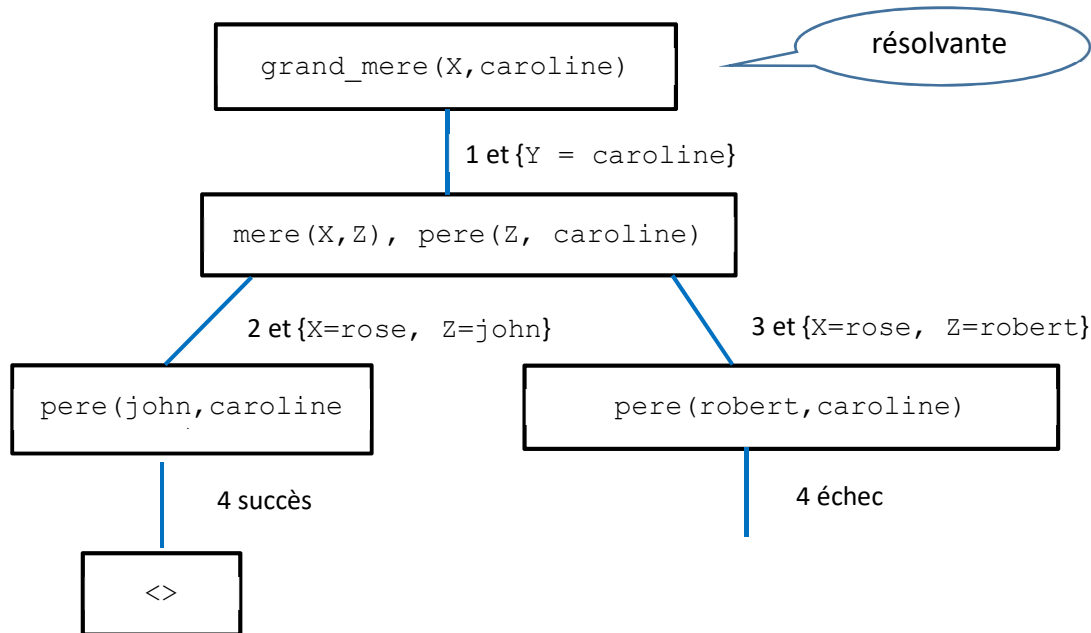 résolvante
grand_mere(X,caroline)
1 et {Y = caroline}
mere(X,Z), pere(Z, caroline)
2 et {X=rose, Z=john}
3 et {X=rose, Z=robert}
pere(john,caroline
pere(robert,caroline)
4 succès
4 échec
<>